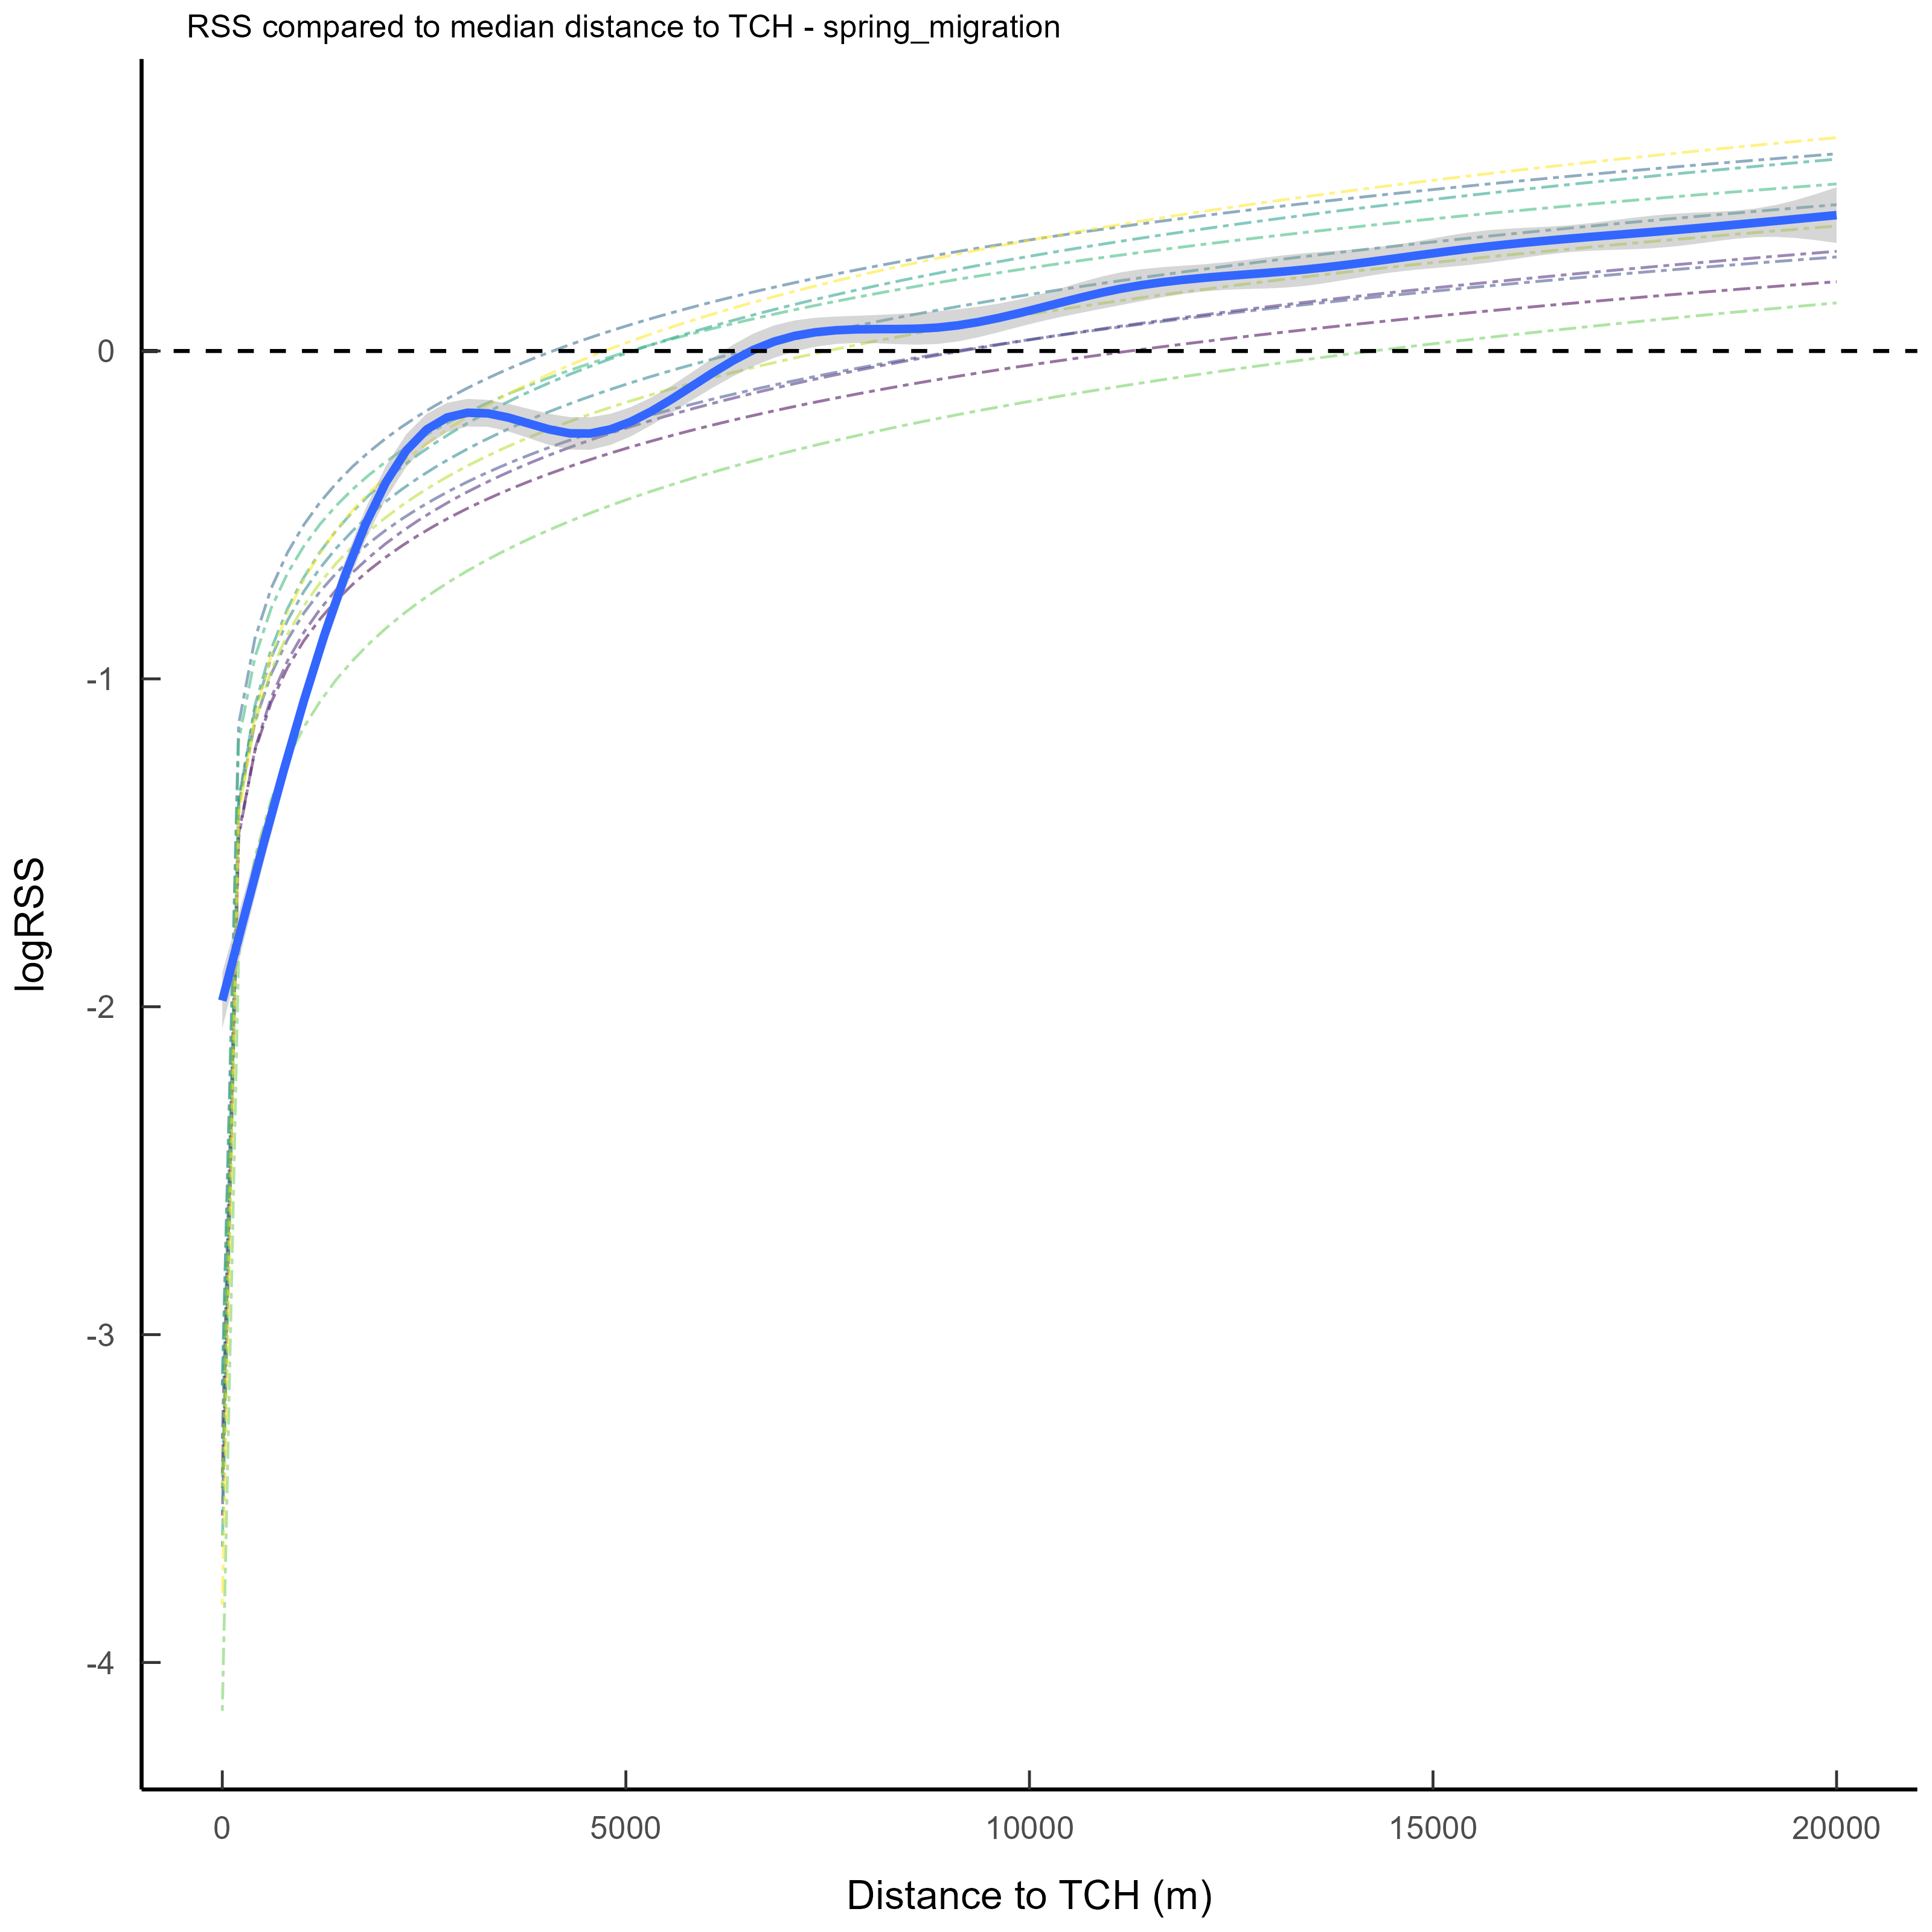 RSS compared to median distance to TCH - spring_migration
logRSS
0
-1
-2
-3
-4
0 5000 10000 15000 20000
Distance to TCH (m)